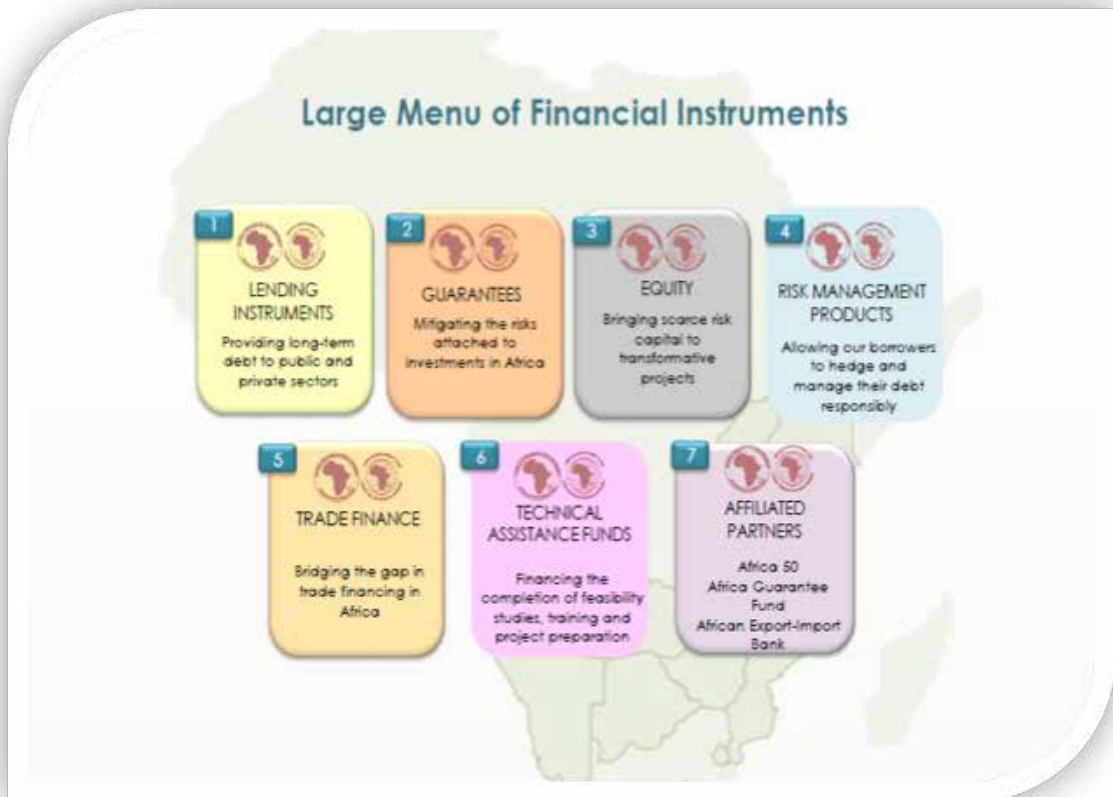 Large Menu of Financial Instruments
1
LENDING
INSTRUMENTS
Providing long-term
debt to public and
private sectors
2
GUARANTEES
Mitigating the risks
attached to
investments in Africa
3
EQUITY
Bringing scarce risk
capital to
transformative
projects
4
RISK MANAGEMENT
PRODUCTS
Allowing our borrowers
to hedge and
manage their debt
responsibly
5
TRADE FINANCE
Bridging the gap in
trade financing in
Africa
6
TECHNICAL
ASSISTANCE FUNDS
Financing the
completion of feasibility
studies, training and
project preparation
7
AFFILIATED
PARTNERS
Africa 50
Africa Guarantee
Fund
African Export-Import
Bank